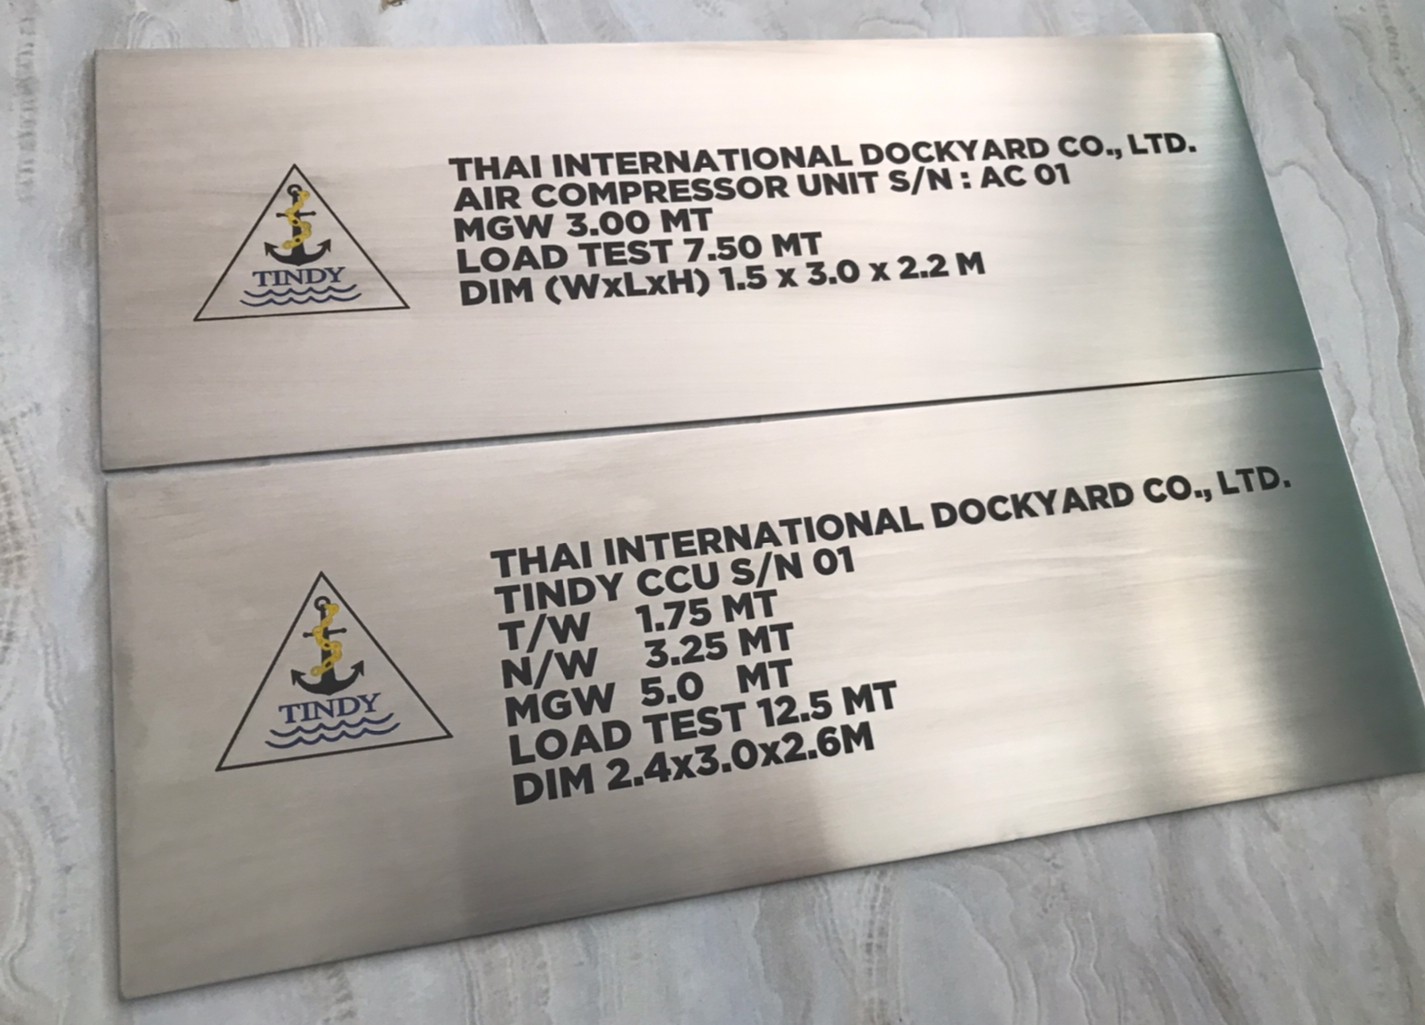 TINDY
THAI INTERNATIONAL DOCKYARD CO., LTD.
AIR COMPRESSOR UNIT S/N : AC 01
MGW 3.00 MT
LOAD TEST 7.50 MT
DIM (WxLxH) 1.5 x 3.0 x 2.2 M
TINDY
THAI INTERNATIONAL DOCKYARD CO., LTD.
TINDY CCU S/N 01
T/W 1.75 MT
N/W 3.25 MT
MGW 5.0 MT
LOAD TEST 12.5 MT
DIM 2.4x3.0x2.6M